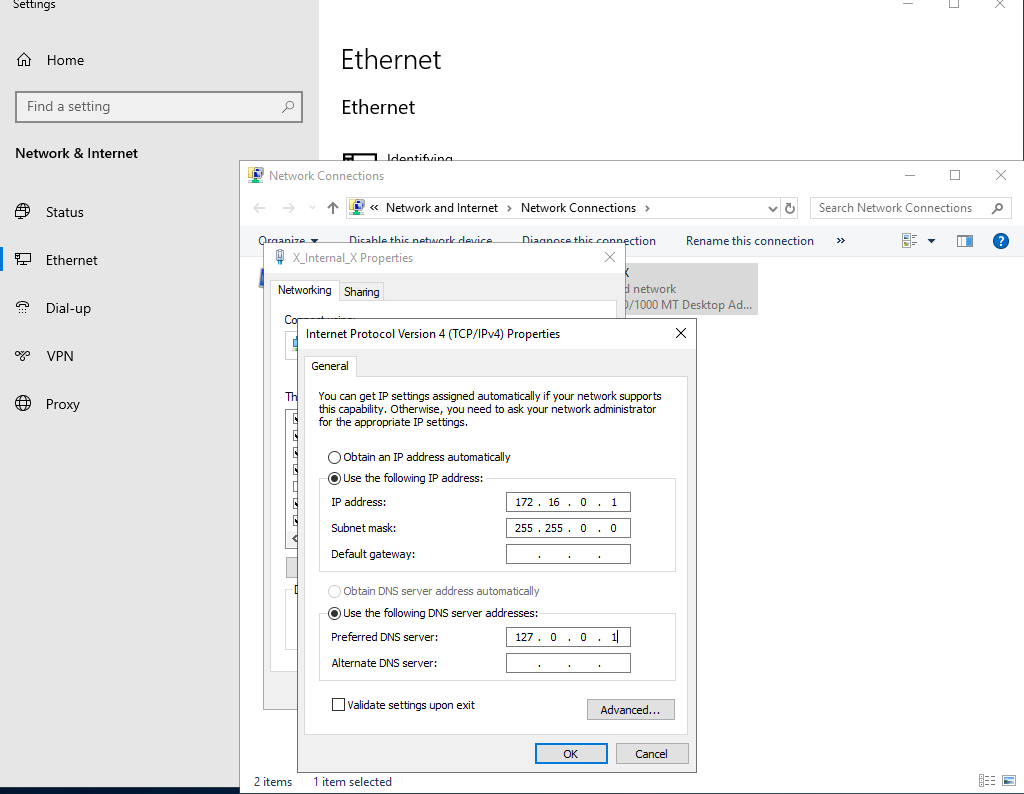 Settings
Home
Find a setting
Network & Internet
Status
Ethernet
Dial-up
VPN
Proxy
Ethernet
Ethernet
Identifying
Network Connections
« Network and Internet › Network Connections ›
Search Network Connections
Organize
Disable this network device
Diagnose this connection
Rename this connection
»
X
d network
0/1000 MT Desktop Ad...
X_Internal_X Properties
Networking
Sharing
Th
Internet Protocol Version 4 (TCP/IPv4) Properties
General
You can get IP settings assigned automatically if your network supports
this capability. Otherwise, you need to ask your network administrator
for the appropriate IP settings.
Obtain an IP address automatically
Use the following IP address:
IP address: 172 . 16 . 0 . 1
Subnet mask: 255 . 255 . 0 . 0
Default gateway: . . .
Obtain DNS server address automatically
Use the following DNS server addresses:
Preferred DNS server: 127 . 0 . 0 . 1
Alternate DNS server: . . .
Validate settings upon exit
Advanced...
OK
Cancel
2 items
1 item selected